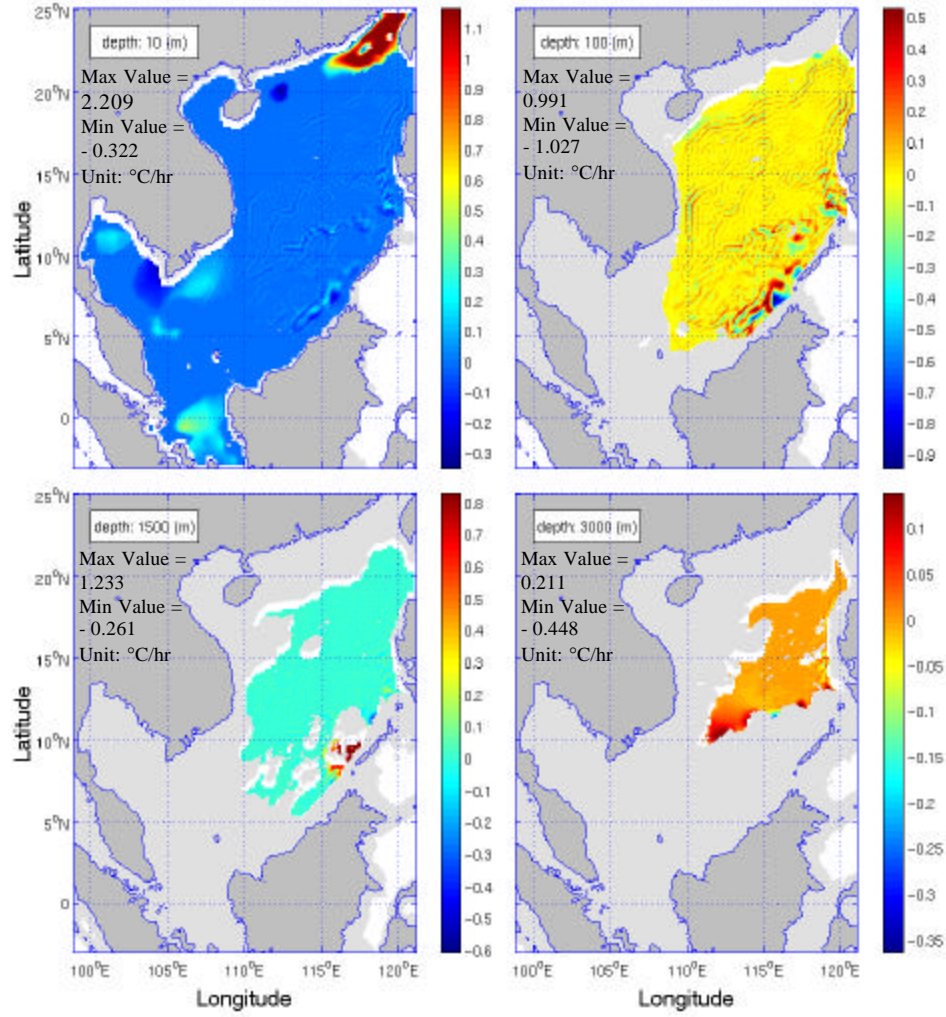 depth: 10 (m)
Max Value =
2.209
Min Value =
- 0.322
Unit: °C/hr
25°N
20°N
15°N
10°N
5°N
0
Latitude
1
0.9
0.8
0.7
0.6
0.5
0.4
0.3
0.2
0.1
0
-0.1
-0.2
-0.3
depth: 100 (m)
Max Value =
0.991
Min Value =
- 1.027
Unit: °C/hr
0.5
0.4
0.3
0.2
0.1
0
-0.1
-0.2
-0.3
-0.4
-0.5
-0.6
-0.7
-0.8
-0.9
depth: 1500 (m)
Max Value =
1.233
Min Value =
- 0.261
Unit: °C/hr
25°N
20°N
15°N
10°N
5°N
0
Latitude
100°E
105°E
110°E
115°E
120°E
Longitude
0.8
0.7
0.6
0.5
0.4
0.3
0.2
0.1
0
-0.1
-0.2
-0.3
-0.4
-0.5
-0.6
depth: 3000 (m)
Max Value =
0.211
Min Value =
- 0.448
Unit: °C/hr
100°E
105°E
110°E
115°E
120°E
Longitude
0.1
0.05
0
-0.05
-0.1
-0.15
-0.2
-0.25
-0.3
-0.35